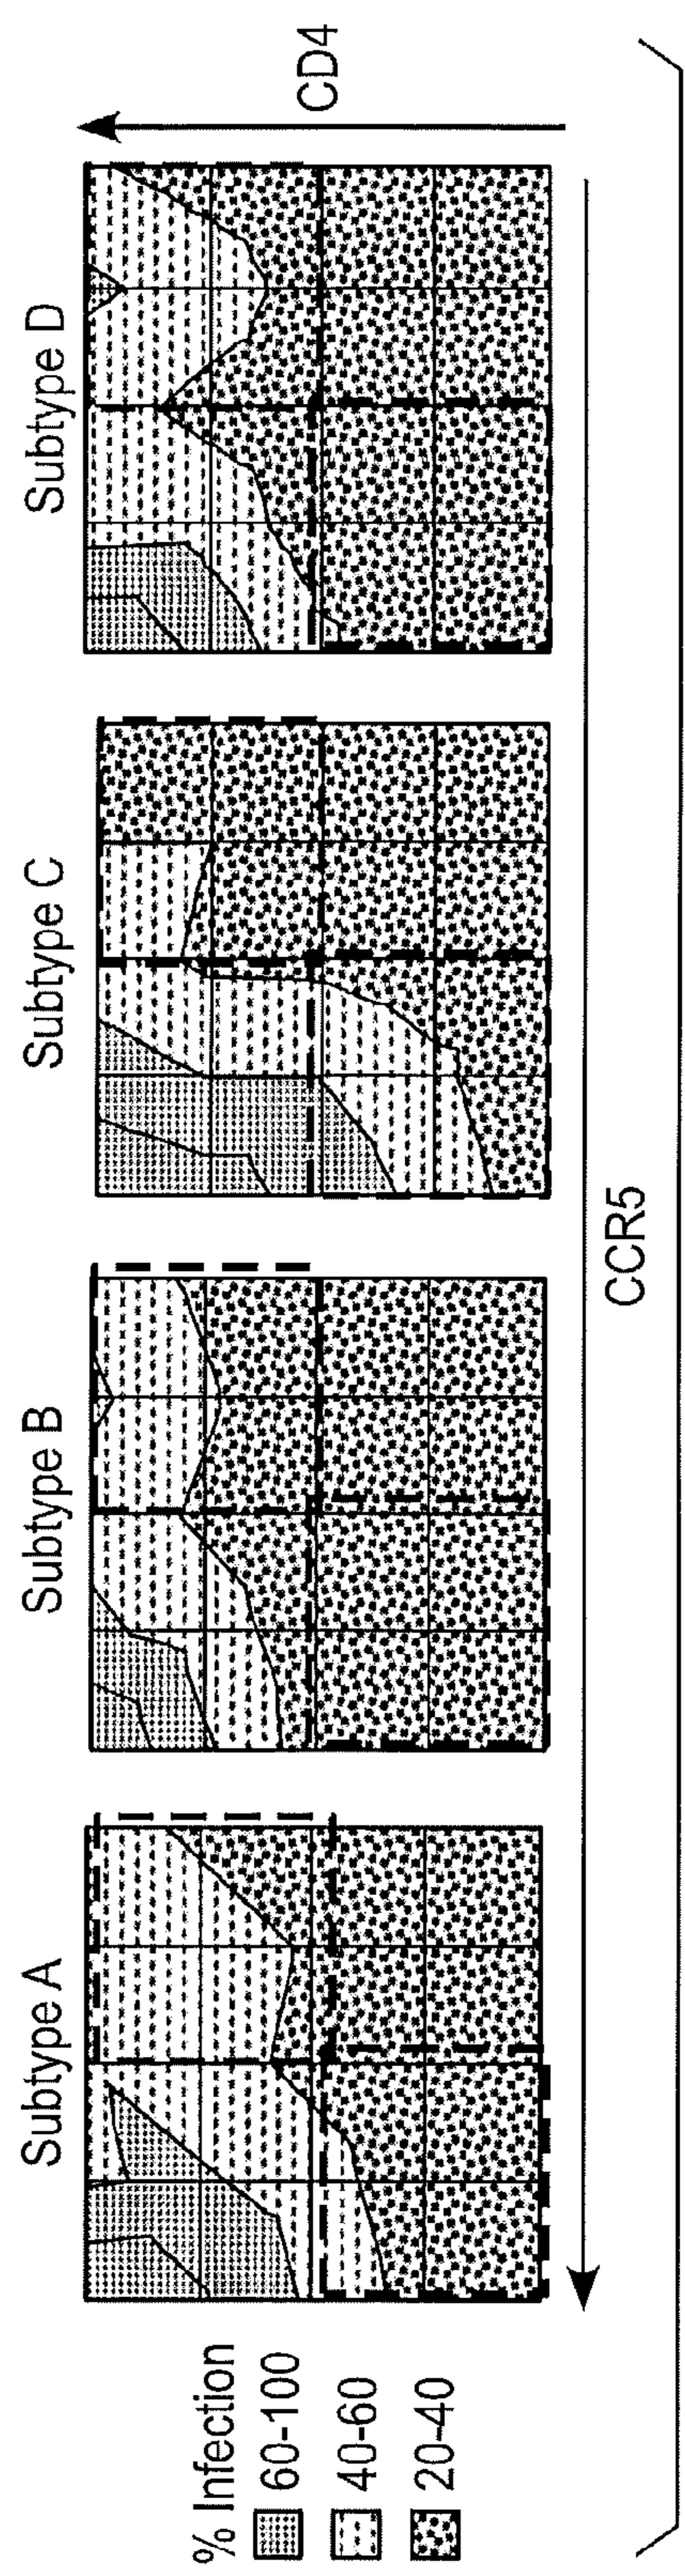 Subtype A
Subtype B
Subtype C
Subtype D
CD4
CCR5
% Infection
60-100
40-60
20-40